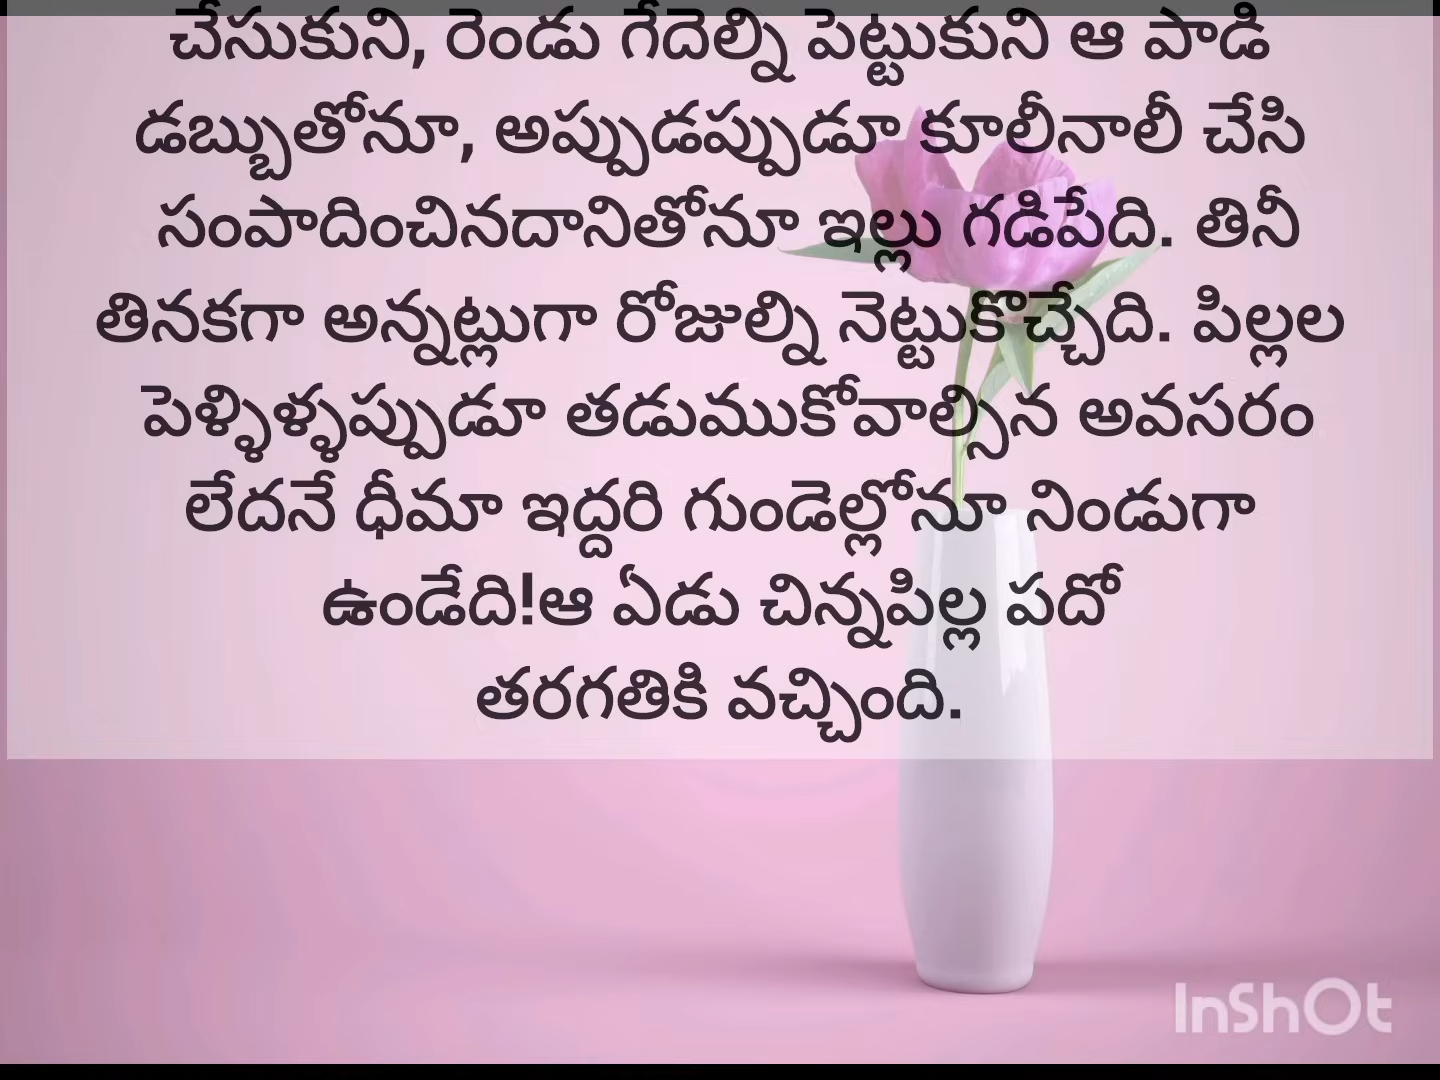 చేసుకుని, రెండు గేదెల్ని పెట్టుకుని ఆ పాడి
డబ్బుతోనూ, అప్పుడప్పుడూ కూలీనాలీ చేసి
సంపాదించినదానితోనూ ఇల్లు గడిపేది. తినీ
తినకగా అన్నట్లుగా రోజుల్ని నెట్టుకొచ్చేది. పిల్లల
పెళ్ళిళ్ళప్పుడూ తడుముకోవాల్సిన అవసరం
లేదనే ధీమా ఇద్దరి గుండెల్లోనూ నిండుగా
ఉండేది!ఆ ఏడు చిన్నపిల్ల పదో
తరగతికి వచ్చింది.
InShOt